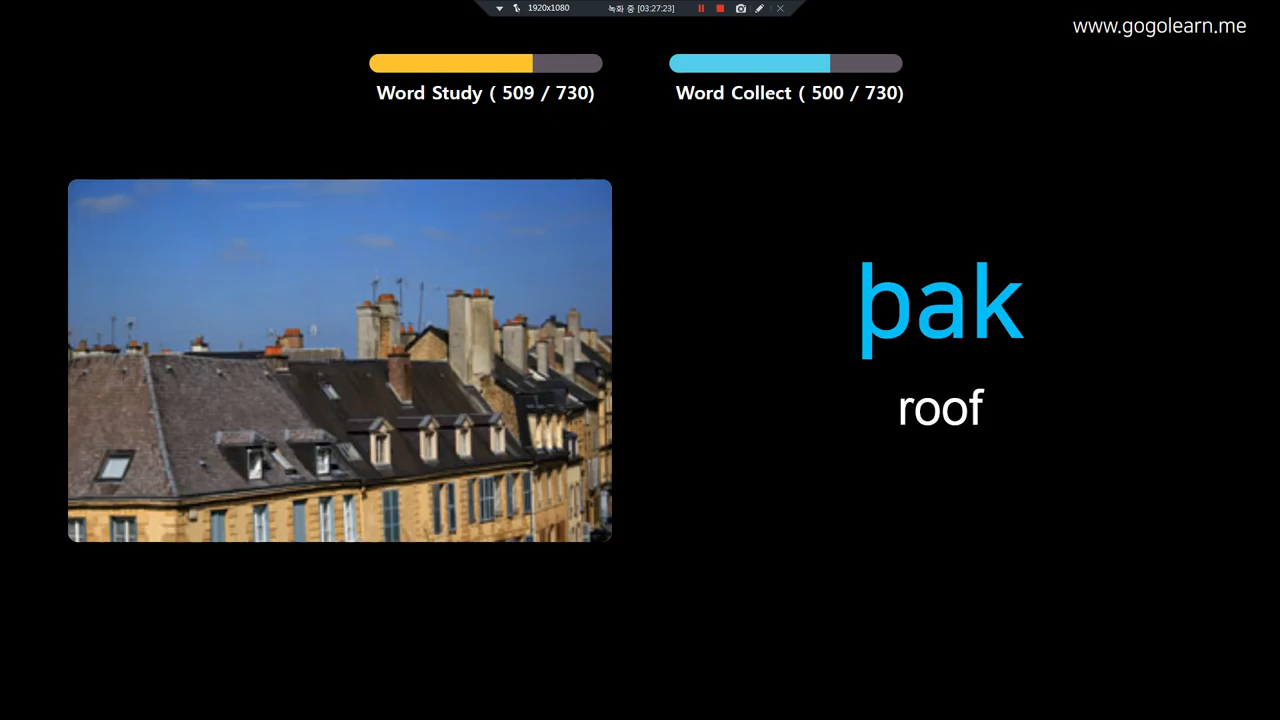 1920x1080 녹화 중 [03:27:23]
www.gogolearn.me
Word Study ( 509 / 730)
Word Collect ( 500 / 730)
þak
roof